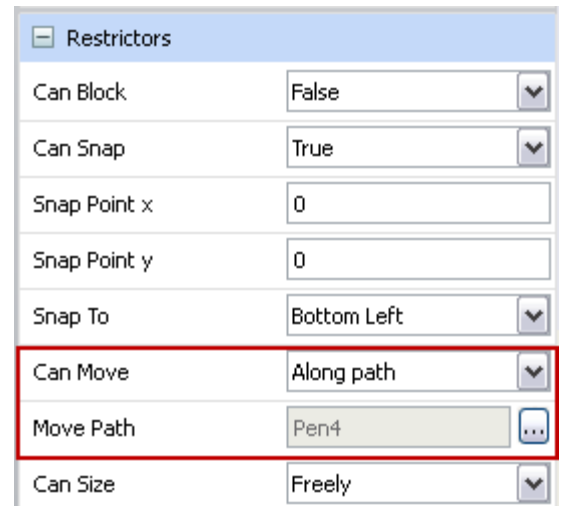 Restrictors
Can Block False
Can Snap True
Snap Point x 0
Snap Point y 0
Snap To Bottom Left
Can Move Along path
Move Path Pen4 ...
Can Size Freely